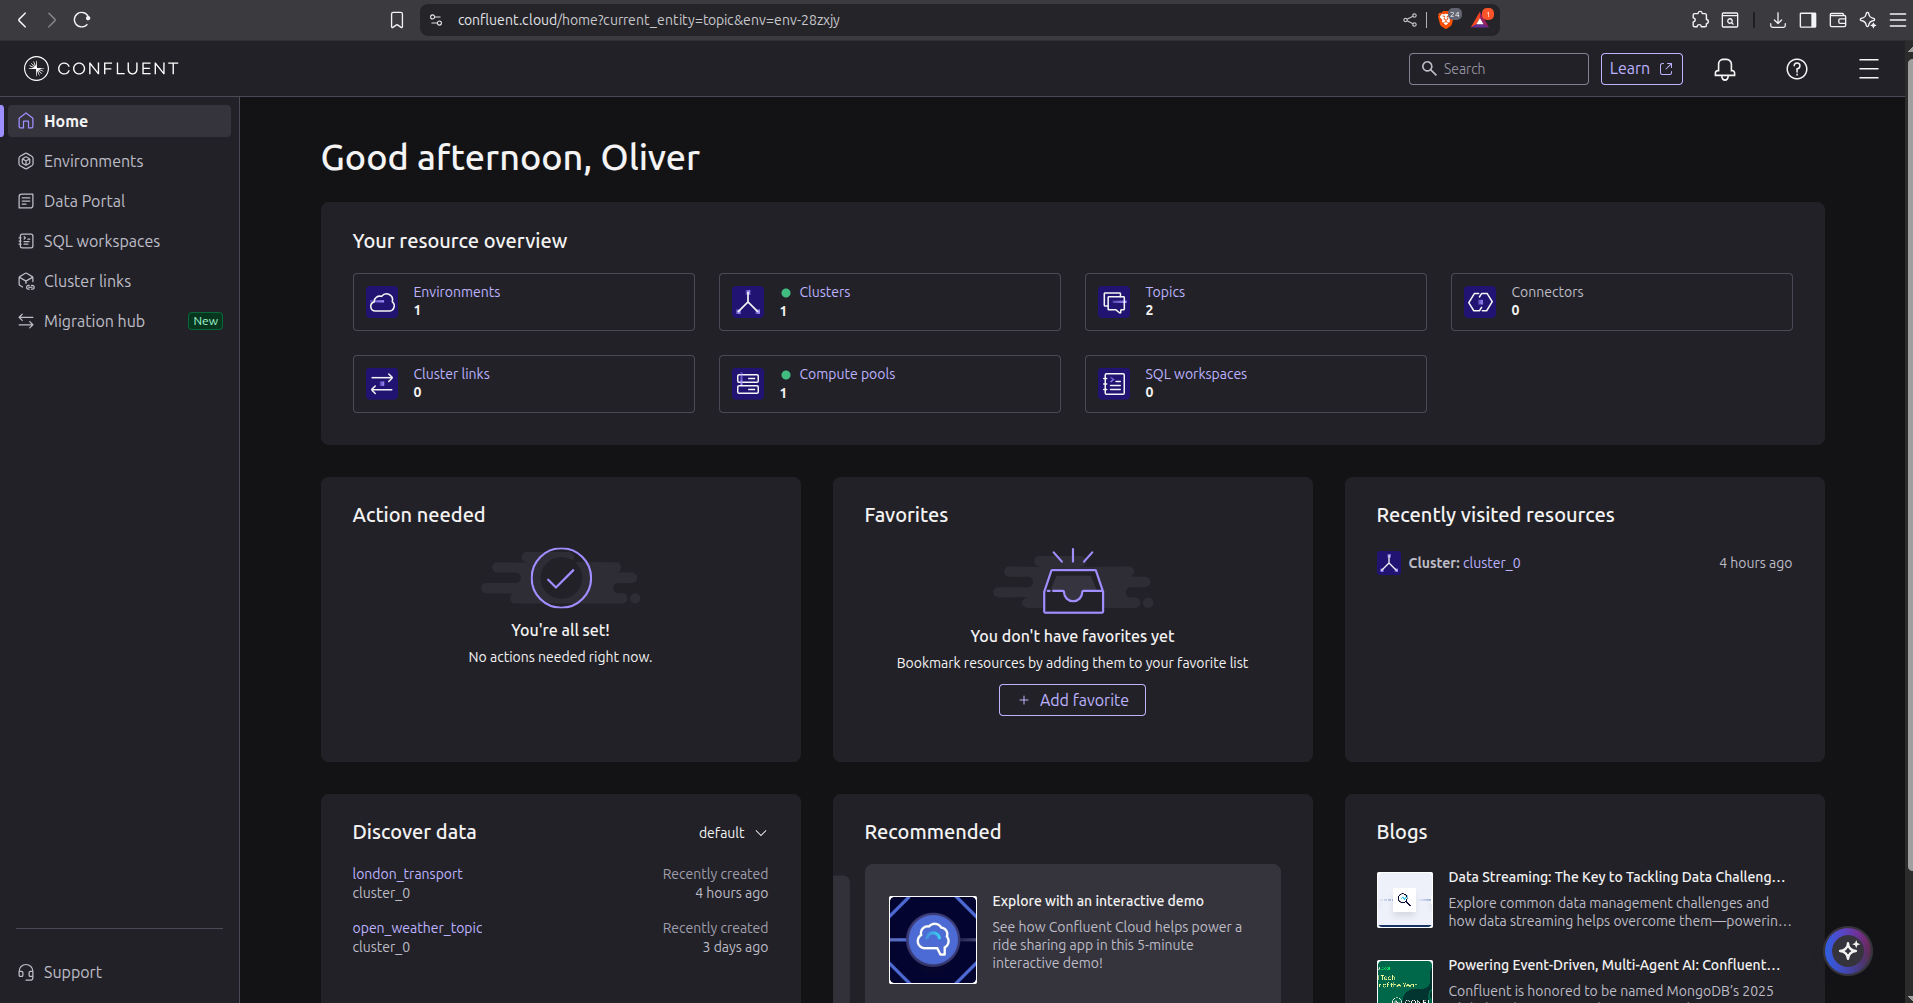 confluent.cloud/home?current_entity=topic&env=env-28zxjy
24
1
CONFLUENT
Search
Learn
Home
Environments
Data Portal
SQL workspaces
Cluster links
Migration hub New
Support
Good afternoon, Oliver
Your resource overview
Environments
1
Clusters
1
Topics
2
Connectors
0
Cluster links
0
Compute pools
1
SQL workspaces
0
Action needed
You're all set!
No actions needed right now.
Favorites
You don't have favorites yet
Bookmark resources by adding them to your favorite list
+ Add favorite
Recently visited resources
Cluster: cluster_0 4 hours ago
Discover data default
london_transport Recently created
cluster_0 4 hours ago
open_weather_topic Recently created
cluster_0 3 days ago
Recommended
Explore with an interactive demo
See how Confluent Cloud helps power a
ride sharing app in this 5-minute
interactive demo!
Blogs
Data Streaming: The Key to Tackling Data Challeng...
Explore common data management challenges and
how data streaming helps overcome them—powerin...
Powering Event-Driven, Multi-Agent AI: Confluent...
Confluent is honored to be named MongoDB's 2025